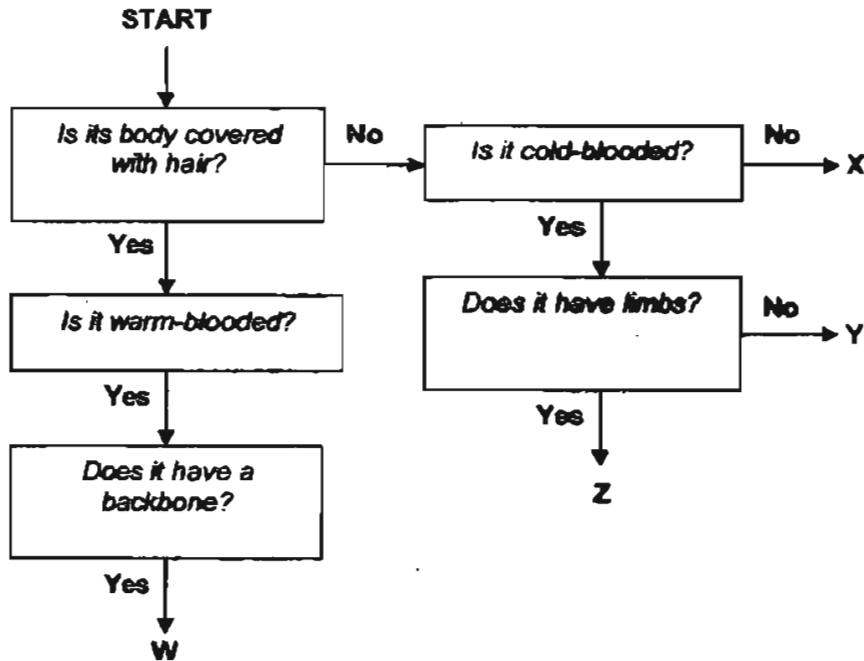 START
Is its body covered
with hair?
No
Is it cold-blooded?
No
X
Yes
Yes
Is it warm-blooded?
Does it have limbs?
No
Y
Yes
Yes
Does it have a
backbone?
Z
Yes
W